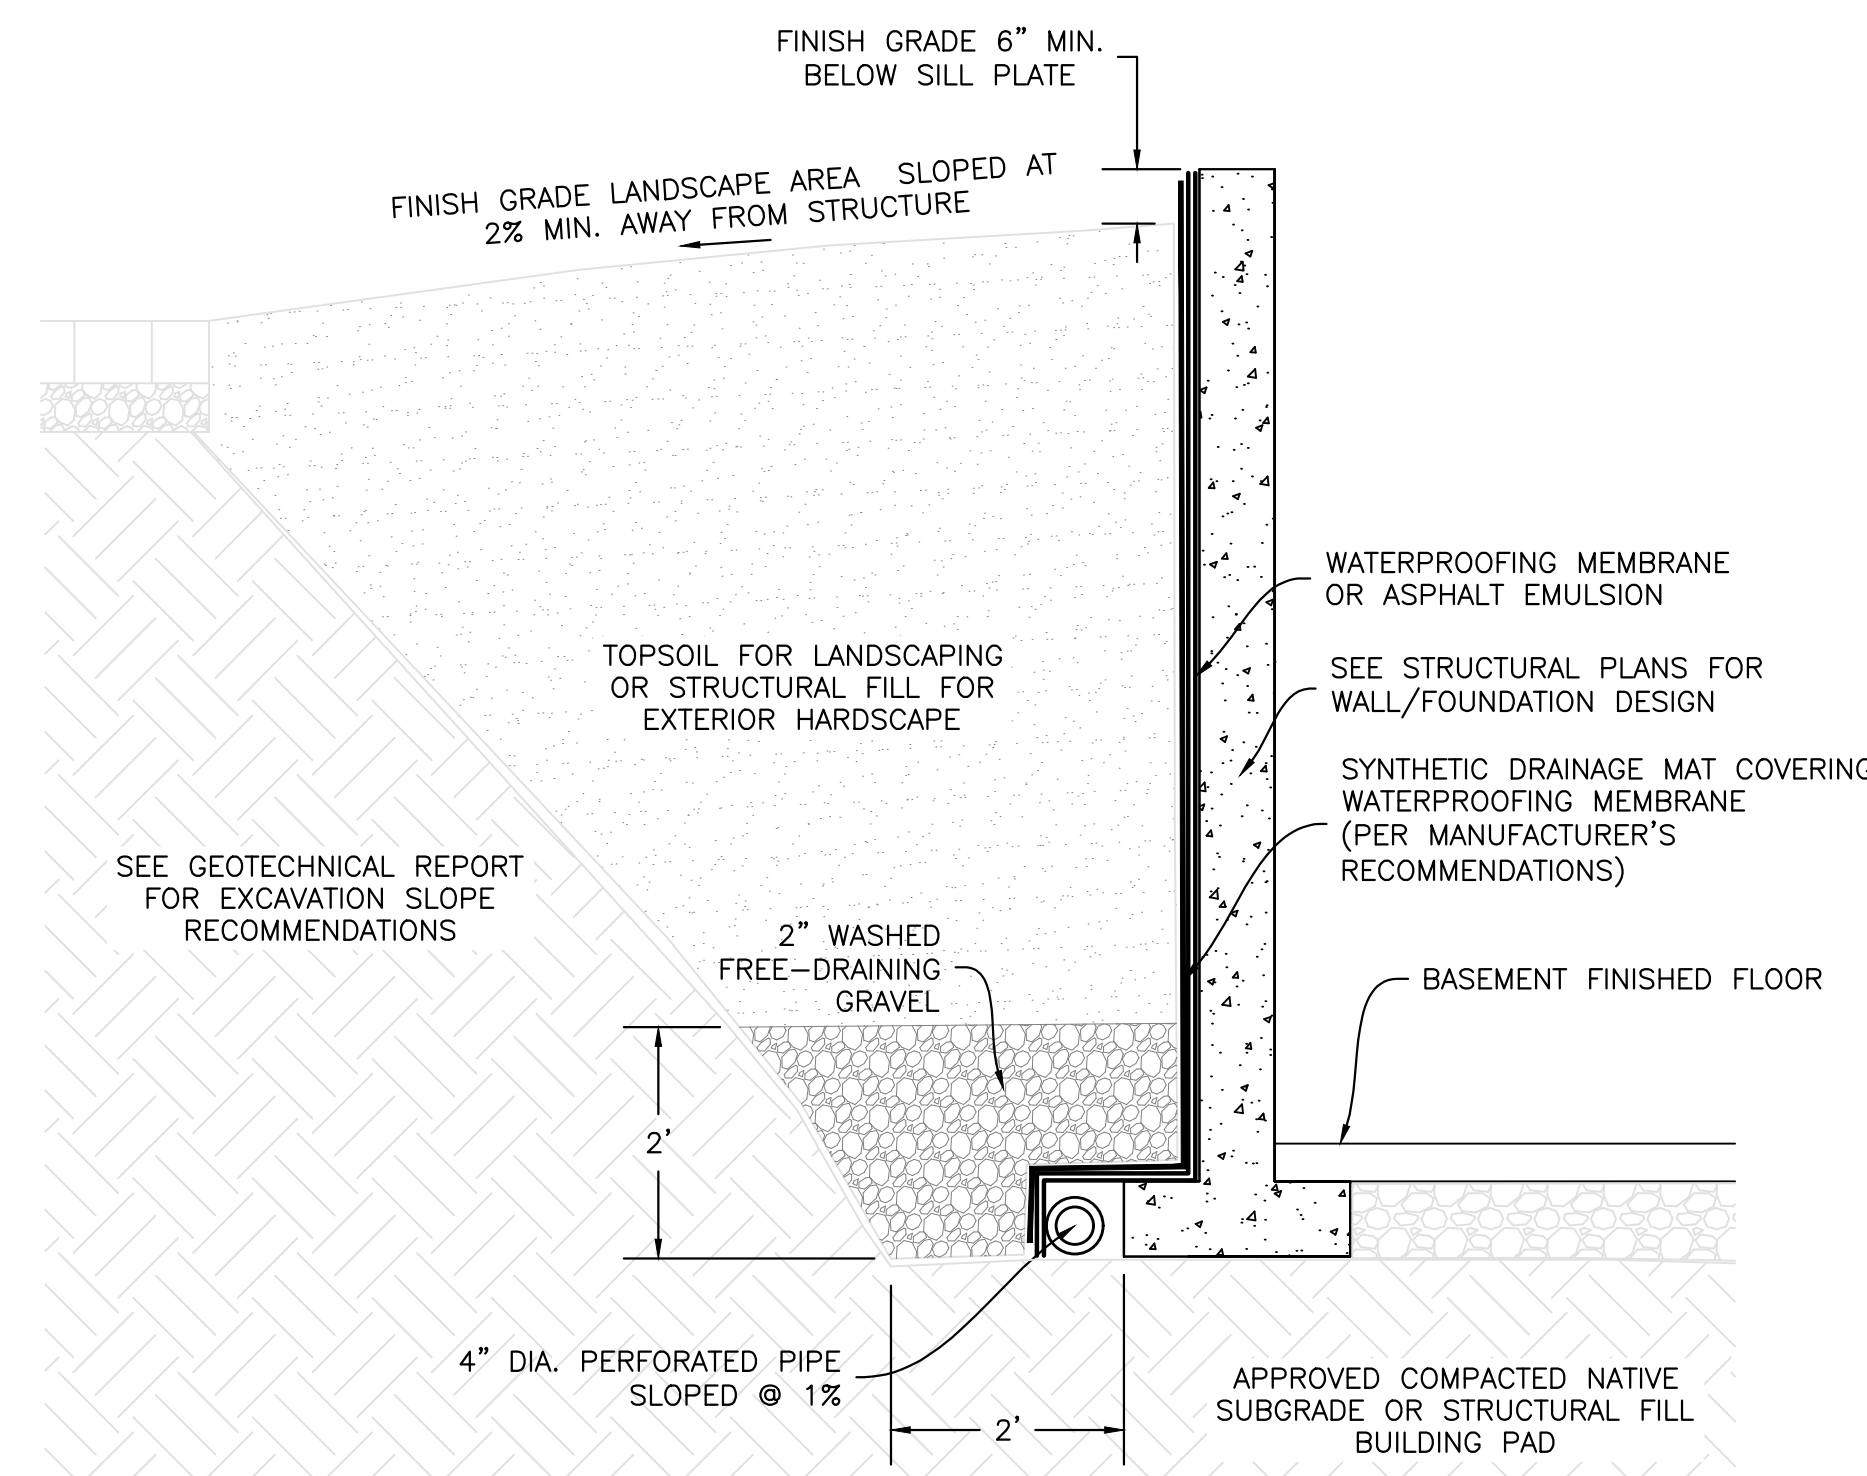 FINISH GRADE 6” MIN.
BELOW SILL PLATE
FINISH GRADE LANDSCAPE AREA SLOPED AT
2% MIN. AWAY FROM STRUCTURE
WATERPROOFING MEMBRANE
OR ASPHALT EMULSION
TOPSOIL FOR LANDSCAPING
OR STRUCTURAL FILL FOR
EXTERIOR HARDSCAPE
SEE STRUCTURAL PLANS FOR
WALL/FOUNDATION DESIGN
SYNTHETIC DRAINAGE MAT COVERING
WATERPROOFING MEMBRANE
(PER MANUFACTURER’S
RECOMMENDATIONS)
SEE GEOTECHNICAL REPORT
FOR EXCAVATION SLOPE
RECOMMENDATIONS
2” WASHED
FREE-DRAINING
GRAVEL
BASEMENT FINISHED FLOOR
2’
4” DIA. PERFORATED PIPE
SLOPED @ 1%
2’
APPROVED COMPACTED NATIVE
SUBGRADE OR STRUCTURAL FILL
BUILDING PAD